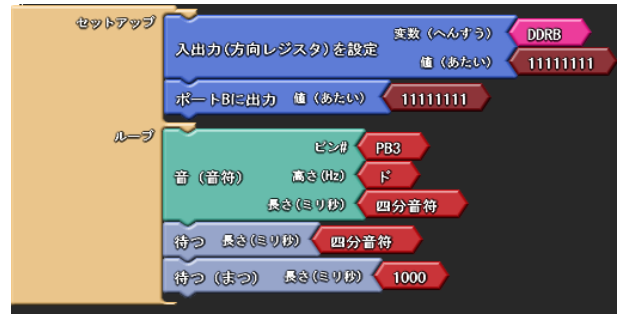 セットアップ
入出力(方向レジスタ)を設定 変数 (へんすう) DDRB
値 (あたい) 11111111
ポートBに出力 値 (あたい) 11111111
ループ
音 (音符) ピン# PB3
高さ(Hz) ド
長さ(ミリ秒) 四分音符
待つ 長さ(ミリ秒) 四分音符
待つ (まつ) 長さ(ミリ秒) 1000